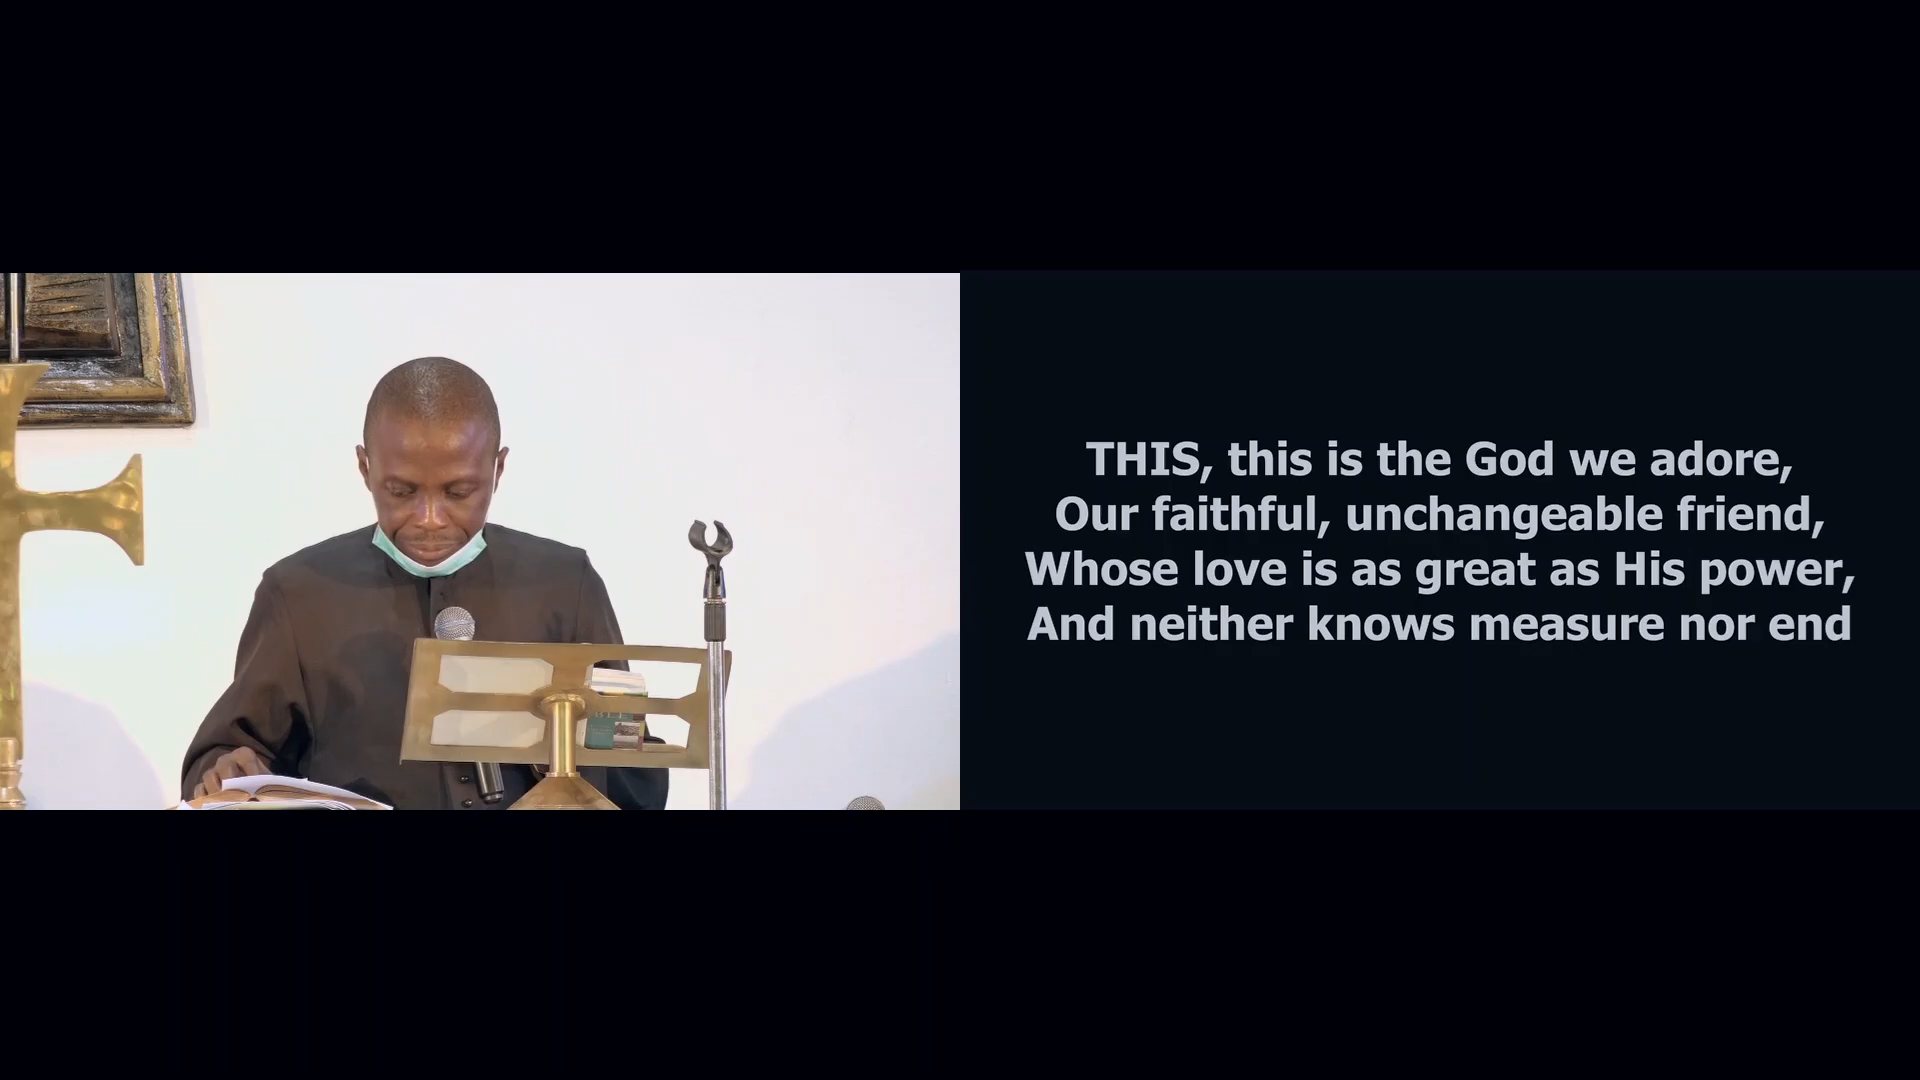 THIS, this is the God we adore,
Our faithful, unchangeable friend,
Whose love is as great as His power,
And neither knows measure nor end